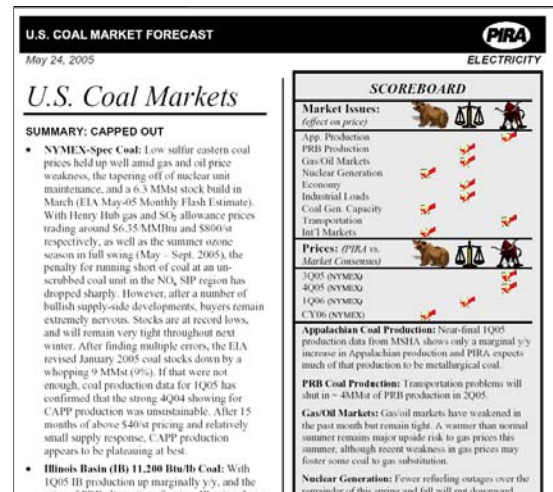 U.S. COAL MARKET FORECAST
PIRA
May 24, 2005
ELECTRICITY
U.S. Coal Markets
SUMMARY: CAPPED OUT
• NYMEX-Spec Coal: Low sulfur eastern coal
prices held up well amid gas and oil price
weakness, the tapering off of nuclear unit
maintenance, and a 6.3 MMst stock build in
March (EIA May-05 Monthly Flash Estimate).
With Henry Hub gas and SO₂ allowance prices
trading around $6.35/MMBtu and $800/st
respectively, as well as the summer ozone
season in full swing (May – Sept. 2005), the
penalty for running short of coal at an un-
scrubbed coal unit in the NOₓ SIP region has
dropped sharply. However, after a number of
bullish supply-side developments, buyers remain
extremely nervous. Stocks are at record lows,
and will remain very tight throughout next
winter. After finding multiple errors, the EIA
revised January 2005 coal stocks down by a
whopping 9 MMst (9%). If that were not
enough, coal production data for 1Q05 has
confirmed that the strong 4Q04 showing for
CAPP production was unsustainable. After 15
months of above $40/st pricing and relatively
small supply response, CAPP production
appears to be plateauing at best.
• Illinois Basin (IB) 11,200 Btu/lb Coal: With
1Q05 IB production up marginally y/y, and the
SCOREBOARD
Market Issues:
(effect on price)
App. Production
PRB Production
Gas/Oil Markets
Nuclear Generation
Economy
Industrial Loads
Coal Gen. Capacity
Transportation
Int'l Markets
Prices: (PIRA vs.
Market Consensus)
3Q05 (NYMEX)
4Q05 (NYMEX)
1Q06 (NYMEX)
CY06 (NYMEX)
Appalachian Coal Production: Near-final 1Q05
production data from MSHA shows only a marginal y/y
increase in Appalachian production and PIRA expects
much of that production to be metallurgical coal.
PRB Coal Production: Transportation problems will
shut in ~ 4MMst of PRB production in 2Q05.
Gas/Oil Markets: Gas/oil markets have weakened in
the past month but remain tight. A warmer than normal
summer remains major upside risk to gas prices this
summer, although recent weakness in gas prices may
foster some coal to gas substitution.
Nuclear Generation: Fewer refueling outages over the
remainder of this spring and fall will put downward